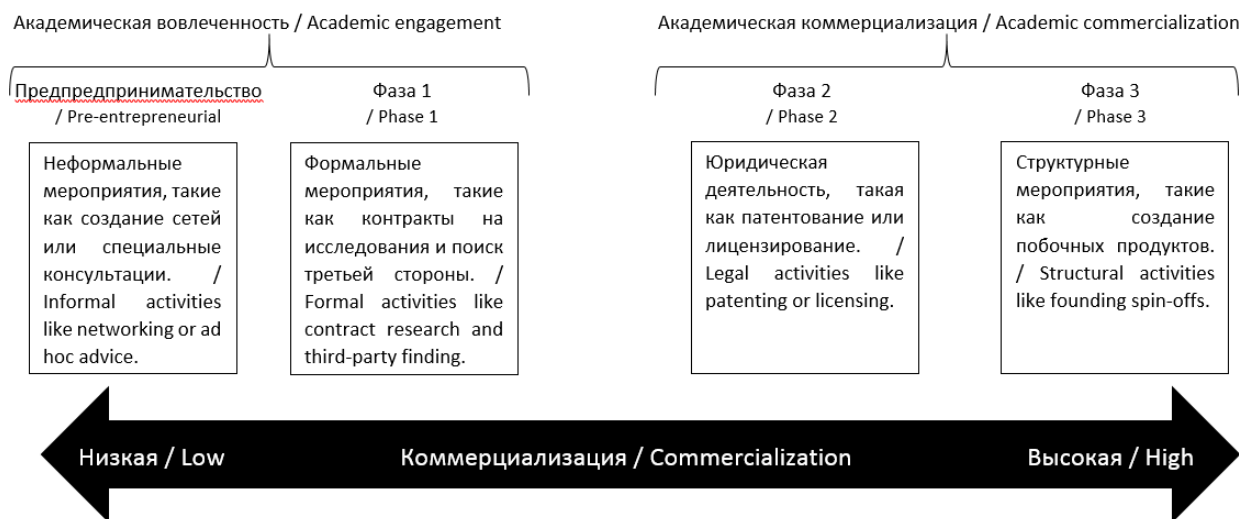 Академическая вовлеченность / Academic engagement
Академическая коммерциализация / Academic commercialization
Предпредпринимательство
/ Pre-entrepreneurial
Фаза 1
/ Phase 1
Фаза 2
/ Phase 2
Фаза 3
/ Phase 3
Неформальные
мероприятия, такие
как создание сетей
или специальные
консультации. /
Informal activities
like networking or ad
hoc advice.
Формальные
мероприятия, такие
как контракты на
исследования и поиск
третьей стороны. /
Formal activities like
contract research and
third-party finding.
Юридическая
деятельность, такая
как патентование или
лицензирование. /
Legal activities like
patenting or licensing.
Структурные
мероприятия, такие
как создание
побочных продуктов.
/ Structural activities
like founding spin-offs.
Низкая / Low
Коммерциализация / Commercialization
Высокая / High